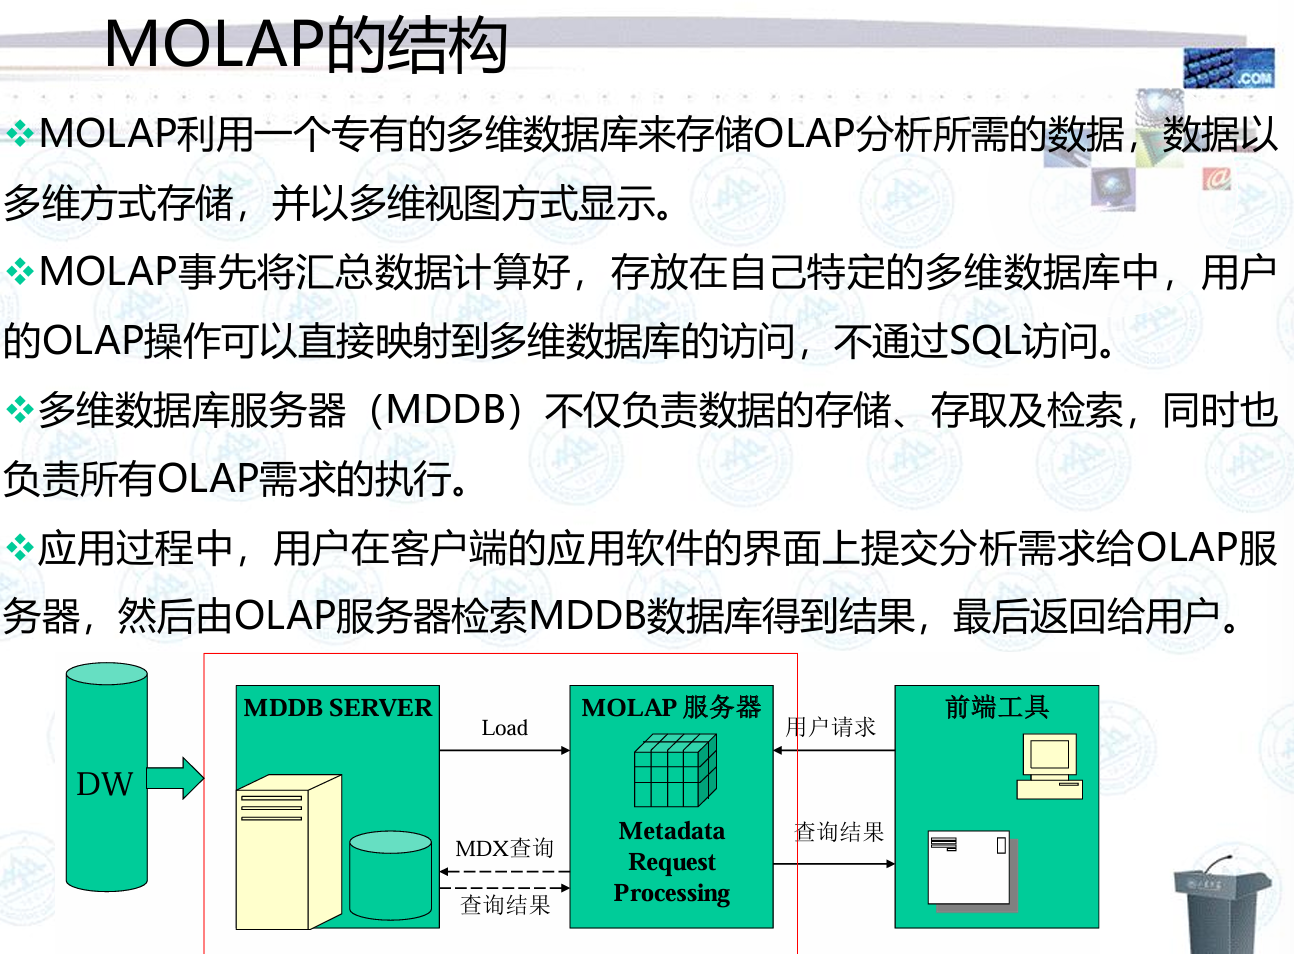 MOLAP的结构
.COM
❖MOLAP利用一个专有的多维数据库来存储OLAP分析所需的数据，数据以
多维方式存储，并以多维视图方式显示。
@
❖MOLAP事先将汇总数据计算好，存放在自己特定的多维数据库中，用户
的OLAP操作可以直接映射到多维数据库的访问，不通过SQL访问。
❖多维数据库服务器（MDDB）不仅负责数据的存储、存取及检索，同时也
负责所有OLAP需求的执行。
❖应用过程中，用户在客户端的应用软件的界面上提交分析需求给OLAP服
务器，然后由OLAP服务器检索MDDB数据库得到结果，最后返回给用户。
DW
MDDB SERVER
Load
MDX查询
查询结果
MOLAP 服务器
Metadata
Request
Processing
用户请求
查询结果
前端工具